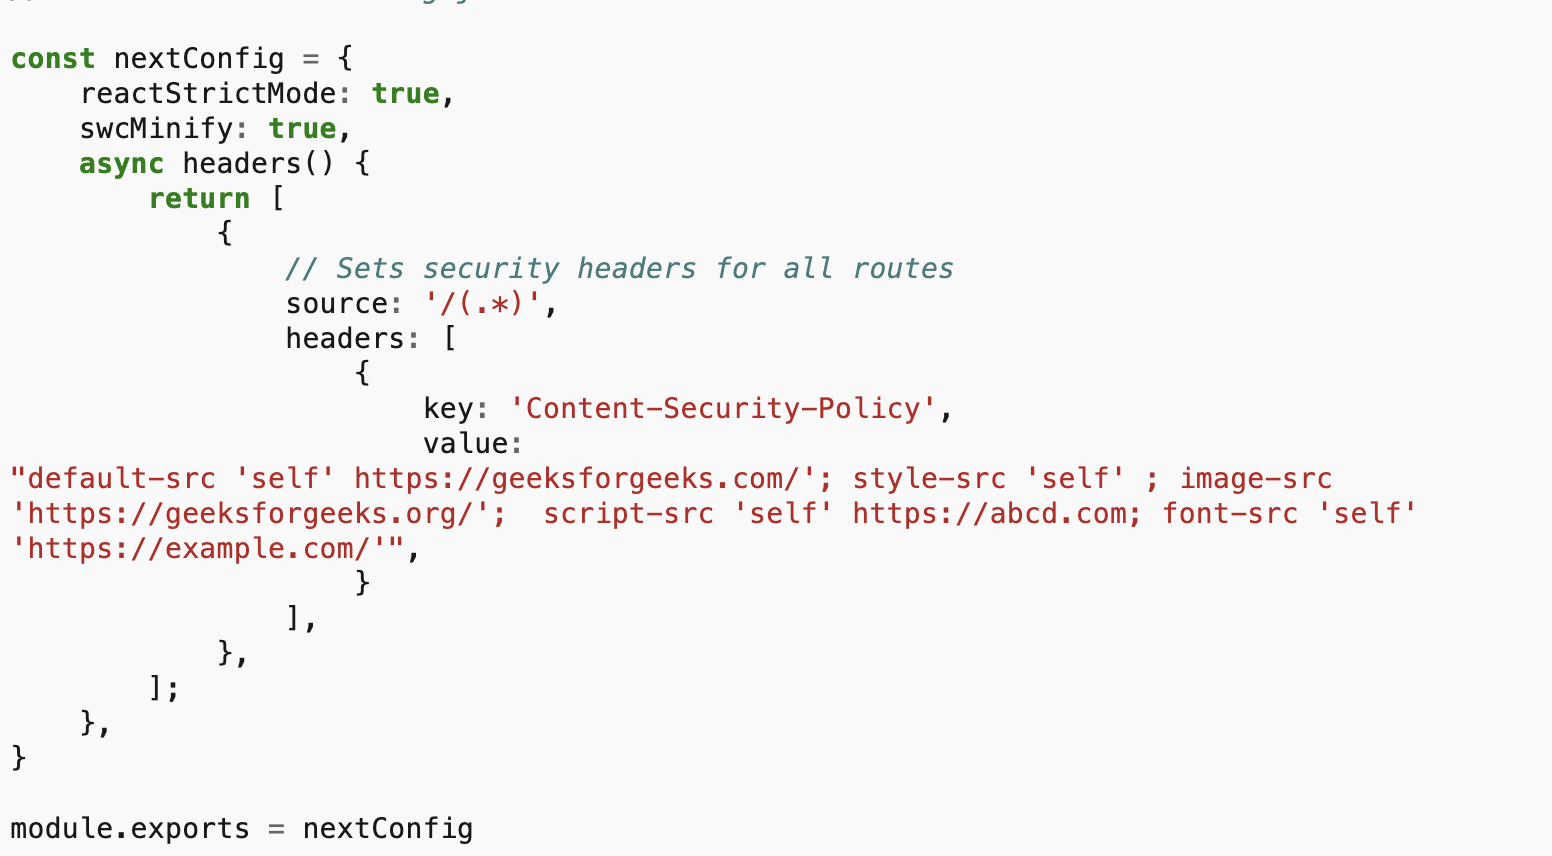 const nextConfig = {
    reactStrictMode: true,
    swcMinify: true,
    async headers() {
        return [
            {
                // Sets security headers for all routes
                source: '/(.*)',
                headers: [
                    {
                        key: 'Content-Security-Policy',
                        value:
"default-src 'self' https://geeksforgeeks.com/'; style-src 'self' ; image-src
'https://geeksforgeeks.org/';  script-src 'self' https://abcd.com; font-src 'self'
'https://example.com/'",
                    }
                ],
            },
        ];
    },
}

module.exports = nextConfig